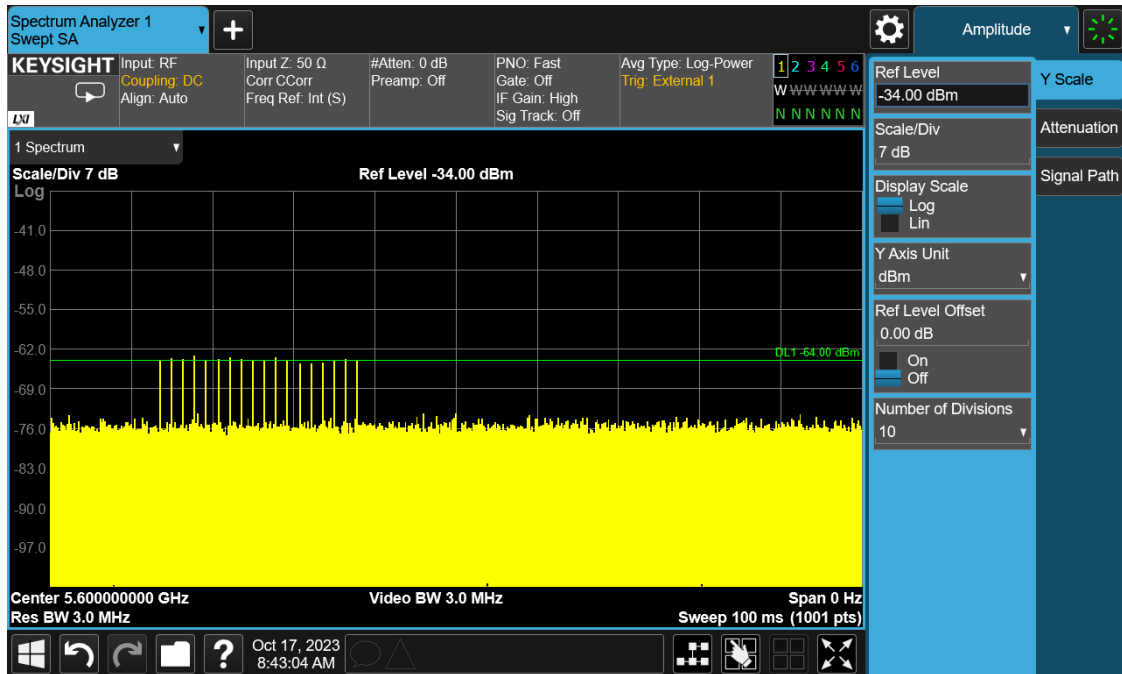 Spectrum Analyzer 1
Swept SA
+
Amplitude
KEYSIGHT
LXI
Input: RF
Coupling: DC
Align: Auto
Input Z: 50 Ω
Corr CCorr
Freq Ref: Int (S)
#Atten: 0 dB
Preamp: Off
PNO: Fast
Gate: Off
IF Gain: High
Sig Track: Off
Avg Type: Log-Power
Trig: External 1
1 2 3 4 5 6
W W W W W W
N N N N N N
1 Spectrum
Scale/Div 7 dB
Ref Level -34.00 dBm
Log
-41.0
-48.0
-55.0
-62.0
DL1 -64.00 dBm
-69.0
-76.0
-83.0
-90.0
-97.0
Center 5.600000000 GHz
Video BW 3.0 MHz
Span 0 Hz
Res BW 3.0 MHz
Sweep 100 ms (1001 pts)
Ref Level
-34.00 dBm
Scale/Div
7 dB
Display Scale
Log
Lin
Y Axis Unit
dBm
Ref Level Offset
0.00 dB
On
Off
Number of Divisions
10
Y Scale
Attenuation
Signal Path
?
Oct 17, 2023
8:43:04 AM